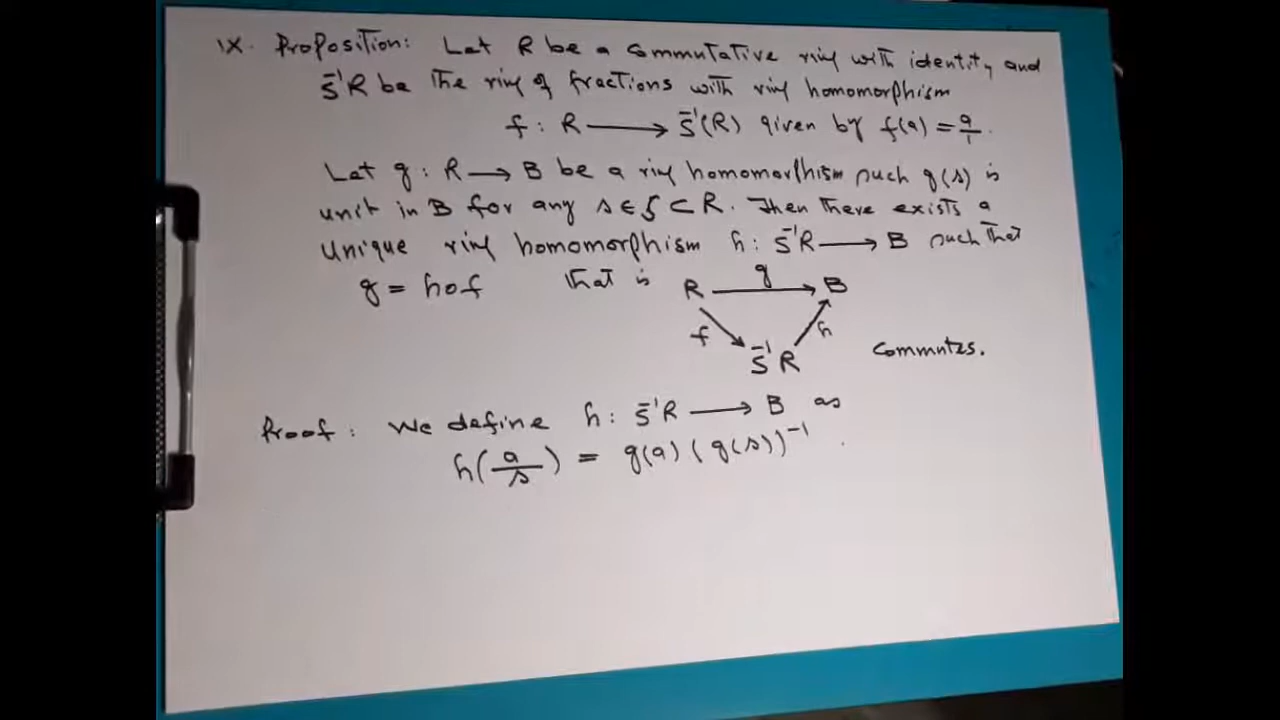 IX. Proposition: Let R be a commutative ring with identity and
S⁻¹R be the ring of fractions with ring homomorphism
f : R ⟶ S⁻¹(R) given by f(a) = a/1.
Let g : R ⟶ B be a ring homomorphism such g(s) is
unit in B for any s ∈ S ⊂ R. Then there exists a
unique ring homomorphism h : S⁻¹R ⟶ B such that
g = hof that is R ⟶ B
g
f
h
S⁻¹R commutes.
Proof : We define h : S⁻¹R ⟶ B as
h(a/s) = g(a) (g(s))⁻¹.